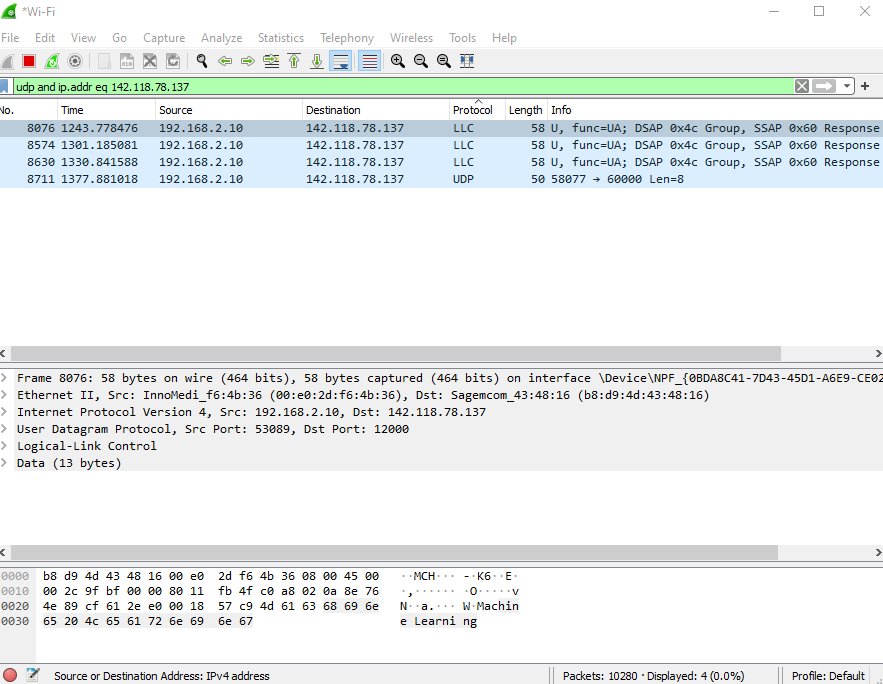 *Wi-Fi
File Edit View Go Capture Analyze Statistics Telephony Wireless Tools Help
udp and ip.addr eq 142.118.78.137
No. Time Source Destination Protocol Length Info
8076 1243.778476 192.168.2.10 142.118.78.137 LLC 58 U, func=UA; DSAP 0x4c Group, SSAP 0x60 Response
8574 1301.185081 192.168.2.10 142.118.78.137 LLC 58 U, func=UA; DSAP 0x4c Group, SSAP 0x60 Response
8630 1330.841588 192.168.2.10 142.118.78.137 LLC 58 U, func=UA; DSAP 0x4c Group, SSAP 0x60 Response
8711 1377.881018 192.168.2.10 142.118.78.137 UDP 50 58077 → 60000 Len=8
Frame 8076: 58 bytes on wire (464 bits), 58 bytes captured (464 bits) on interface \Device\NPF_{0BDA8C41-7D43-45D1-A6E9-CE02
Ethernet II, Src: InnoMedi_f6:4b:36 (00:e0:2d:f6:4b:36), Dst: Sagemcom_43:48:16 (b8:d9:4d:43:48:16)
Internet Protocol Version 4, Src: 192.168.2.10, Dst: 142.118.78.137
User Datagram Protocol, Src Port: 53089, Dst Port: 12000
Logical-Link Control
Data (13 bytes)
0000 b8 d9 4d 43 48 16 00 e0 2d f6 4b 36 08 00 45 00 ··MCH··· -·K6··E·
0010 00 2c 9f bf 00 00 80 11 fb 4f c0 a8 02 0a 8e 76 ·,······ ·O·····v
0020 4e 89 cf 61 2e e0 00 18 57 c9 4d 61 63 68 69 6e N··a.··· W·Machin
0030 65 20 4c 65 61 72 6e 69 6e 67 e Learni ng
Source or Destination Address: IPv4 address Packets: 10280 · Displayed: 4 (0.0%) Profile: Default